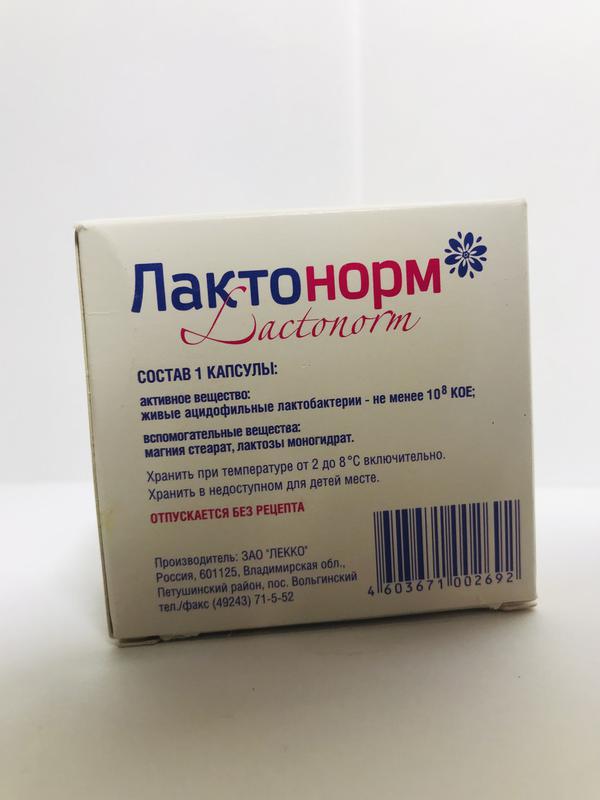 Лактонорм
Lactonorm
СОСТАВ 1 КАПСУЛЫ:
активное вещество:
живые ацидофильные лактобактерии - не менее 10⁸ КОЕ;
вспомогательные вещества:
магния стеарат, лактозы моногидрат.
Хранить при температуре от 2 до 8°С включительно.
Хранить в недоступном для детей месте.
ОТПУСКАЕТСЯ БЕЗ РЕЦЕПТА
Производитель: ЗАО "ЛЕККО"
Россия, 601125, Владимирская обл.,
Петушинский район, пос. Вольгинский
тел./факс (49243) 71-5-52
4 603671 002692